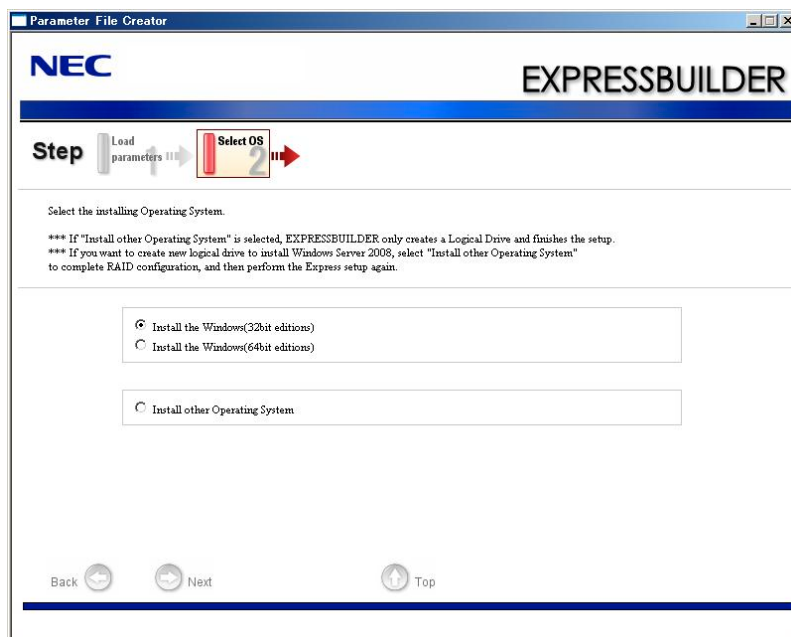 Parameter File Creator
NEC
EXPRESSBUILDER
Step
Load
parameters 1
Select OS
2
Select the installing Operating System.
*** If "Install other Operating System" is selected, EXPRESSBUILDER only creates a Logical Drive and finishes the setup.
*** If you want to create new logical drive to install Windows Server 2008, select "Install other Operating System"
to complete RAID configuration, and then perform the Express setup again.
Install the Windows(32bit editions)
Install the Windows(64bit editions)
Install other Operating System
Back
Next
Top